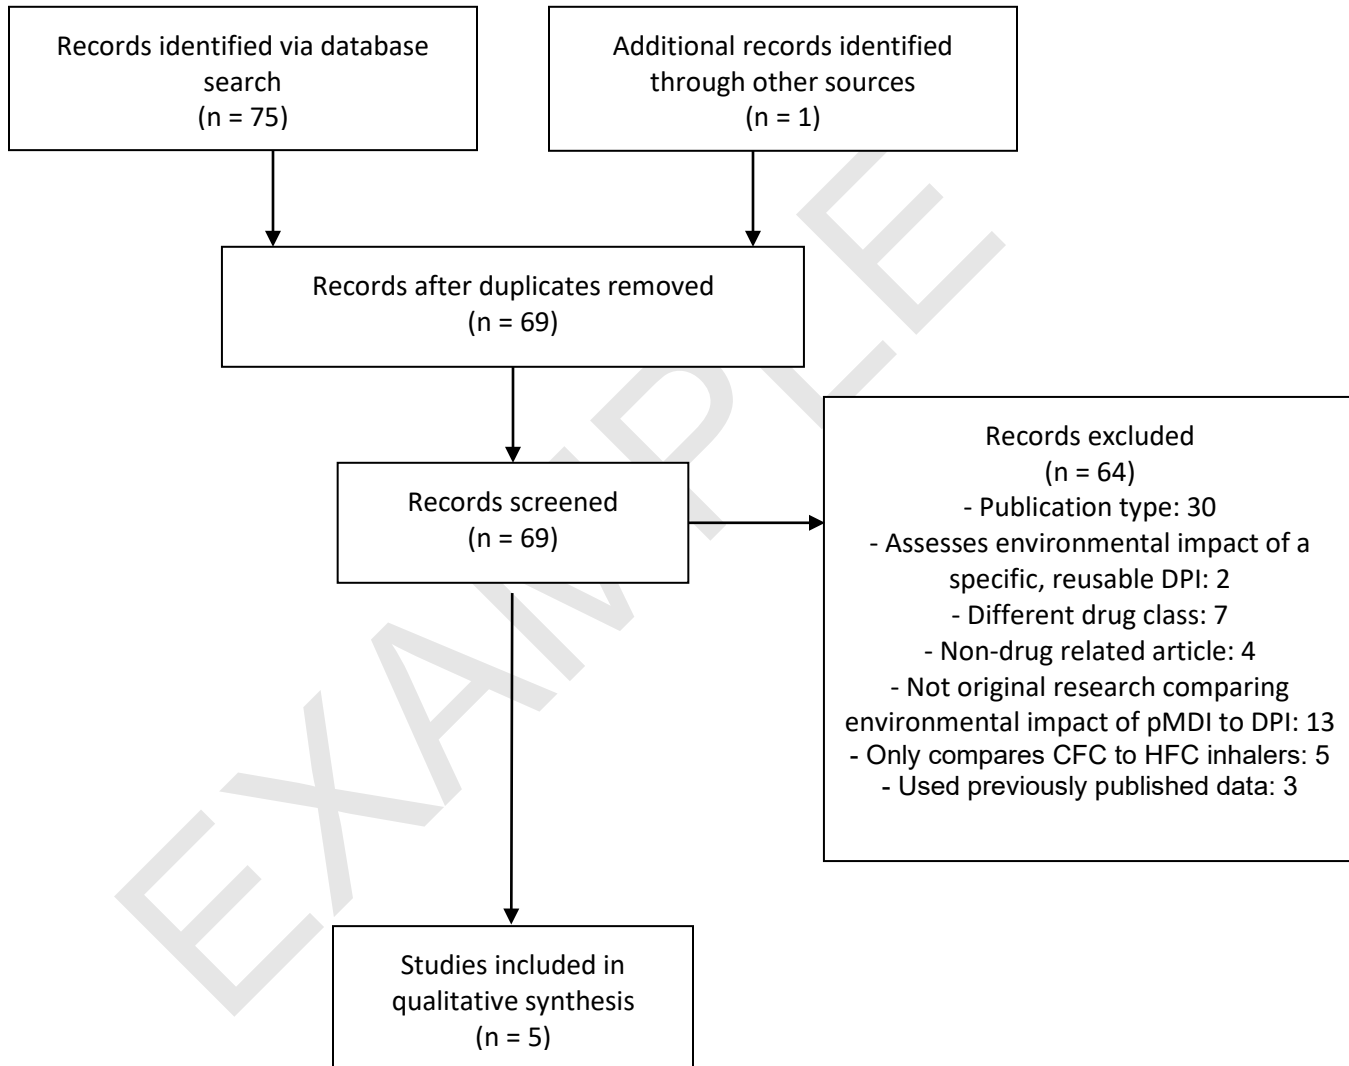 Records identified via database
search
(n = 75)
Additional records identified
through other sources
(n = 1)
Records after duplicates removed
(n = 69)
Records screened
(n = 69)
Records excluded
(n = 64)
- Publication type: 30
- Assesses environmental impact of a
specific, reusable DPI: 2
- Different drug class: 7
- Non-drug related article: 4
- Not original research comparing
environmental impact of pMDI to DPI: 13
- Only compares CFC to HFC inhalers: 5
- Used previously published data: 3
Studies included in
qualitative synthesis
(n = 5)
EXAMPLE